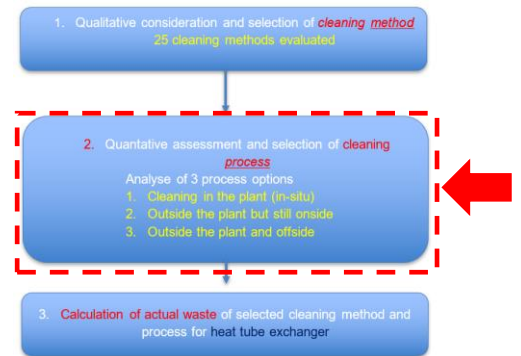 1. Qualitative consideration and selection of cleaning method
25 cleaning methods evaluated
2. Quantative assessment and selection of cleaning
process
Analyse of 3 process options
1. Cleaning in the plant (in-situ)
2. Outside the plant but still onside
3. Outside the plant and offside
3. Calculation of actual waste of selected cleaning method and
process for heat tube exchanger